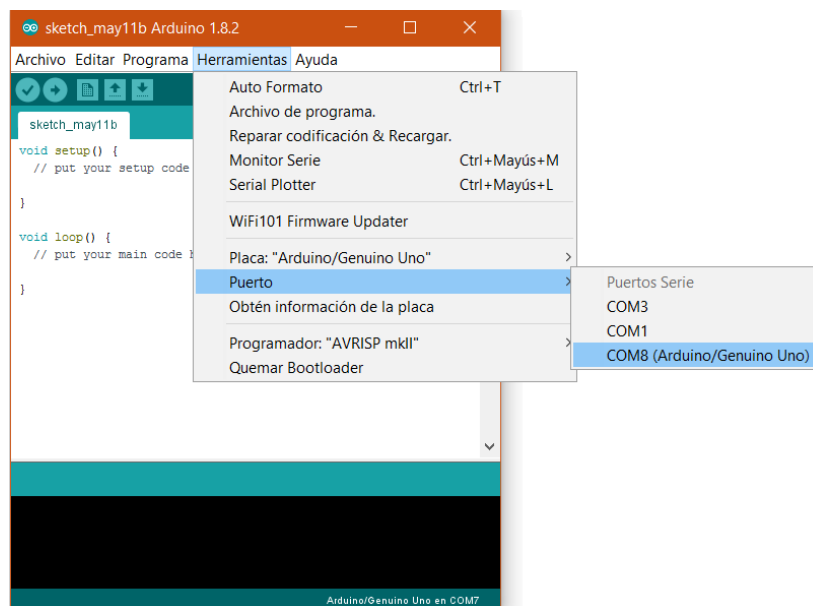 sketch_may11b Arduino 1.8.2
Archivo Editar Programa Herramientas Ayuda
sketch_may11b
void setup() {
// put your setup code
}
void loop() {
// put your main code
}
Auto Formato Ctrl+T
Archivo de programa.
Reparar codificación & Recargar.
Monitor Serie Ctrl+Mayús+M
Serial Plotter Ctrl+Mayús+L
WiFi101 Firmware Updater
Placa: "Arduino/Genuino Uno"
Puerto
Obtén información de la placa
Programador: "AVRISP mkII"
Quemar Bootloader
Puertos Serie
COM3
COM1
COM8 (Arduino/Genuino Uno)
Arduino/Genuino Uno en COM7